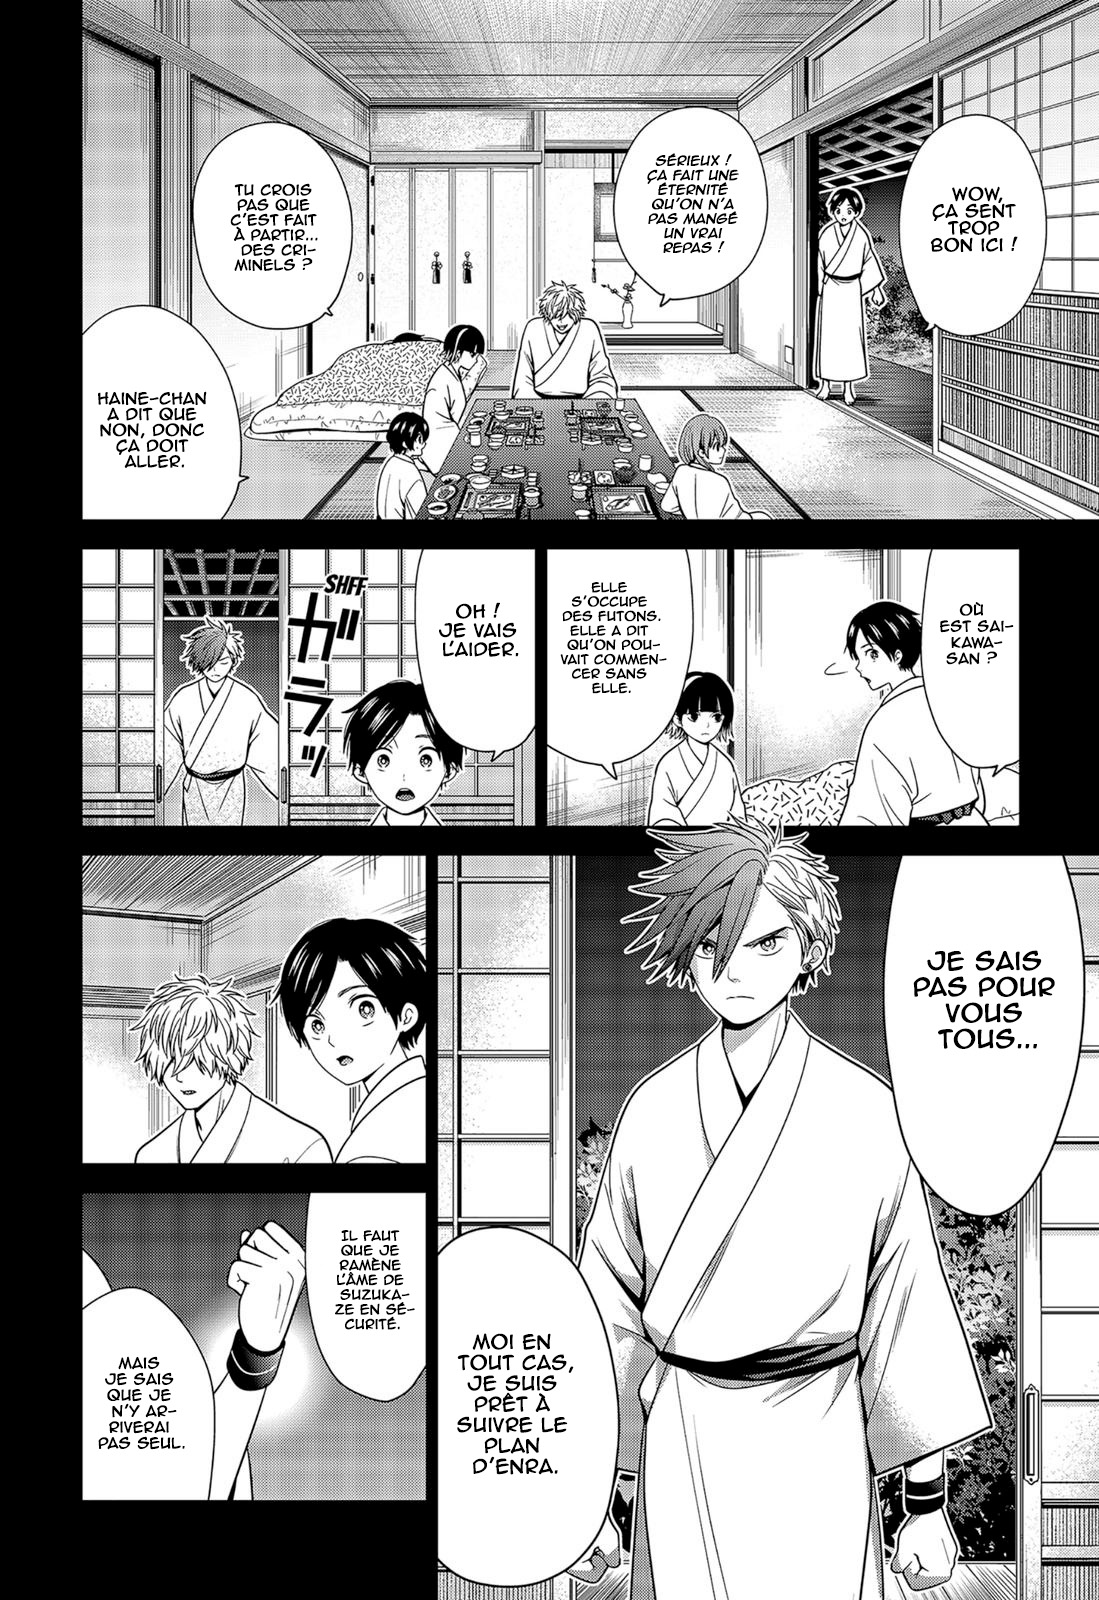 WOW,
ÇA SENT
TROP
BON ICI !
SÉRIEUX !
ÇA FAIT UNE
ÉTERNITÉ
QU'ON N'A
PAS MANGÉ
UN VRAI
REPAS !
TU CROIS
PAS QUE
C'EST FAIT
À PARTIR...
DES CRI-
MINELS ?
HAINE-CHAN
A DIT QUE
NON, DONC
ÇA DOIT
ALLER.
OÙ
EST SAI-
KAWA-
SAN ?
ELLE
S'OCCUPE
DES FUTONS.
ELLE A DIT
QU'ON POU-
VAIT COMMEN-
CER SANS
ELLE.
OH !
JE VAIS
L'AIDER.
SHFF
ガラッ
JE SAIS
PAS POUR
VOUS
TOUS...
MOI EN
TOUT CAS,
JE SUIS
PRÊT À
SUIVRE LE
PLAN
D'ENRA.
IL FAUT
QUE JE
RAMÈNE
L'ÂME DE
SUZUKA-
ZE EN SÉ-
CURITÉ.
MAIS
JE SAIS
QUE JE
N'Y AR-
RIVERAI
PAS SEUL.